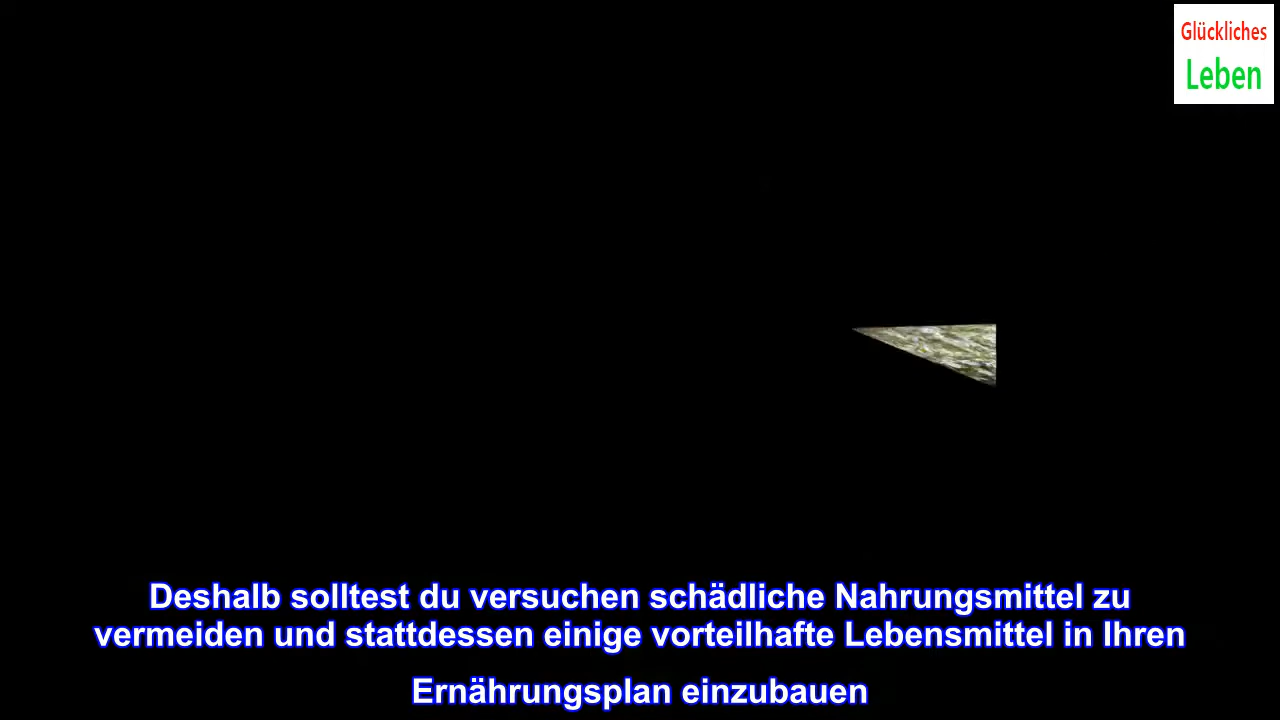 Glückliches
Leben
Deshalb solltest du versuchen schädliche Nahrungsmittel zu
vermeiden und stattdessen einige vorteilhafte Lebensmittel in Ihren
Ernährungsplan einzubauen